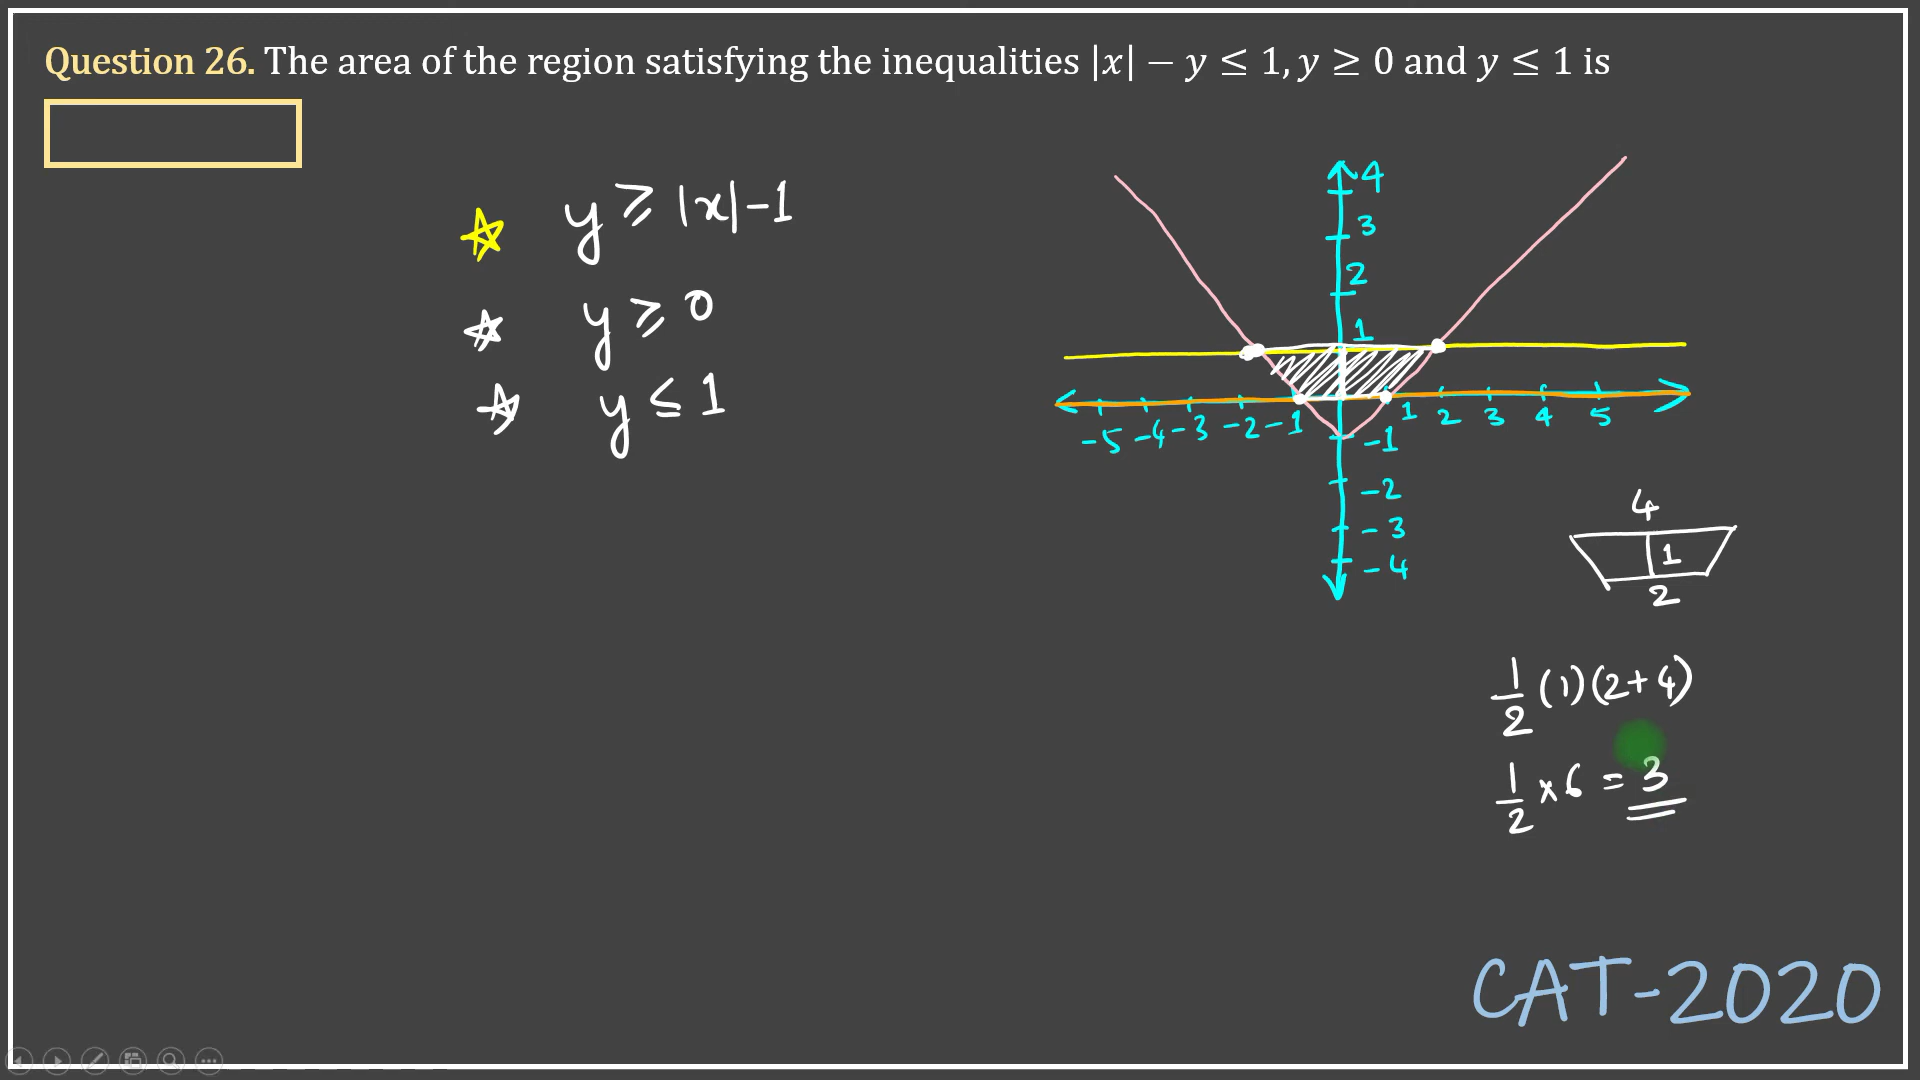 Question 26. The area of the region satisfying the inequalities |x| − y ≤ 1, y ≥ 0 and y ≤ 1 is
y ≥ |x| − 1
y ≥ 0
y ≤ 1
4
3
2
1
-5 -4 -3 -2 -1 1 2 3 4 5
-1
-2
-3
-4
4
1
2
1/2 (1)(2+4)
1/2 × 6 = 3
CAT-2020